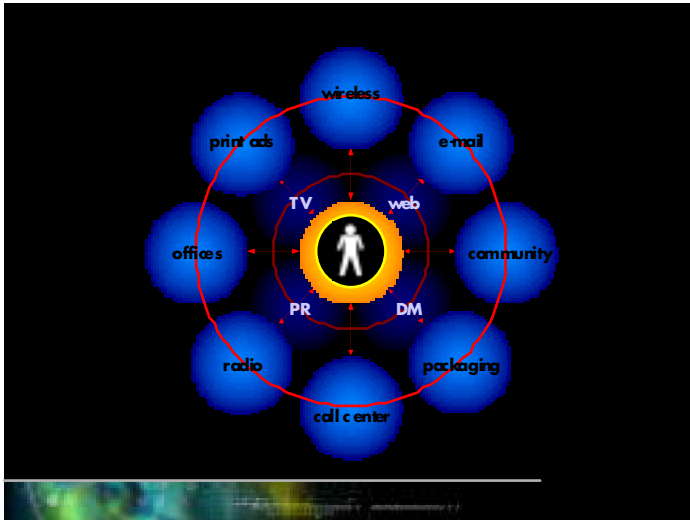 wireless
print ads
e-mail
TV
web
offices
community
PR
DM
radio
packaging
call center